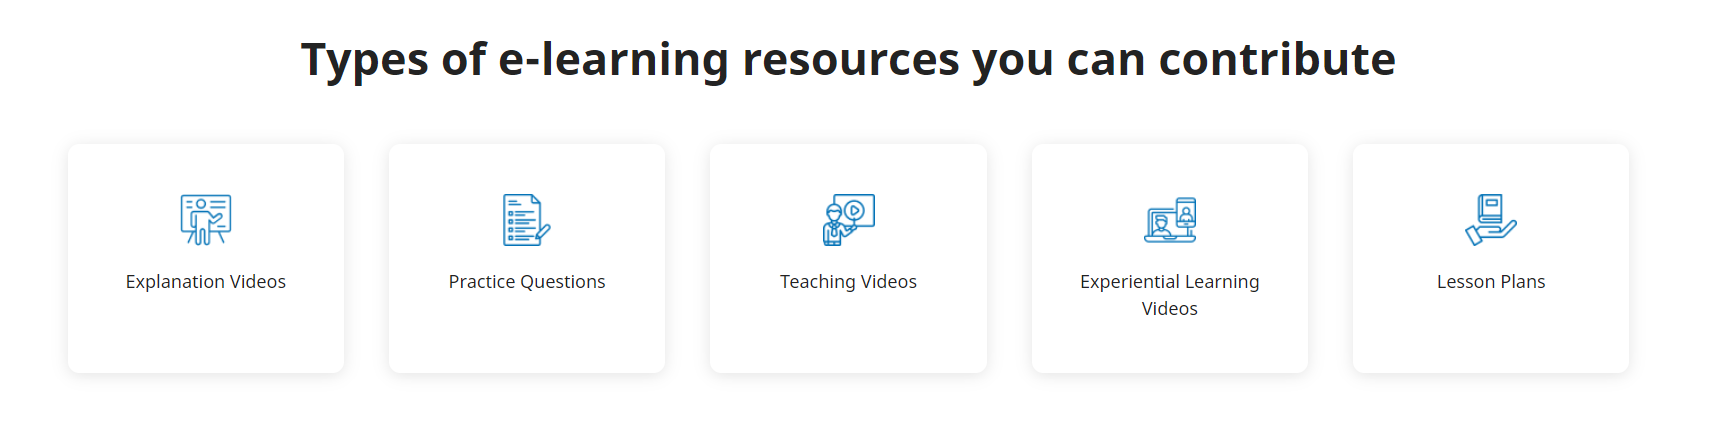 Types of e-learning resources you can contribute
Explanation Videos
Practice Questions
Teaching Videos
Experiential Learning
Videos
Lesson Plans